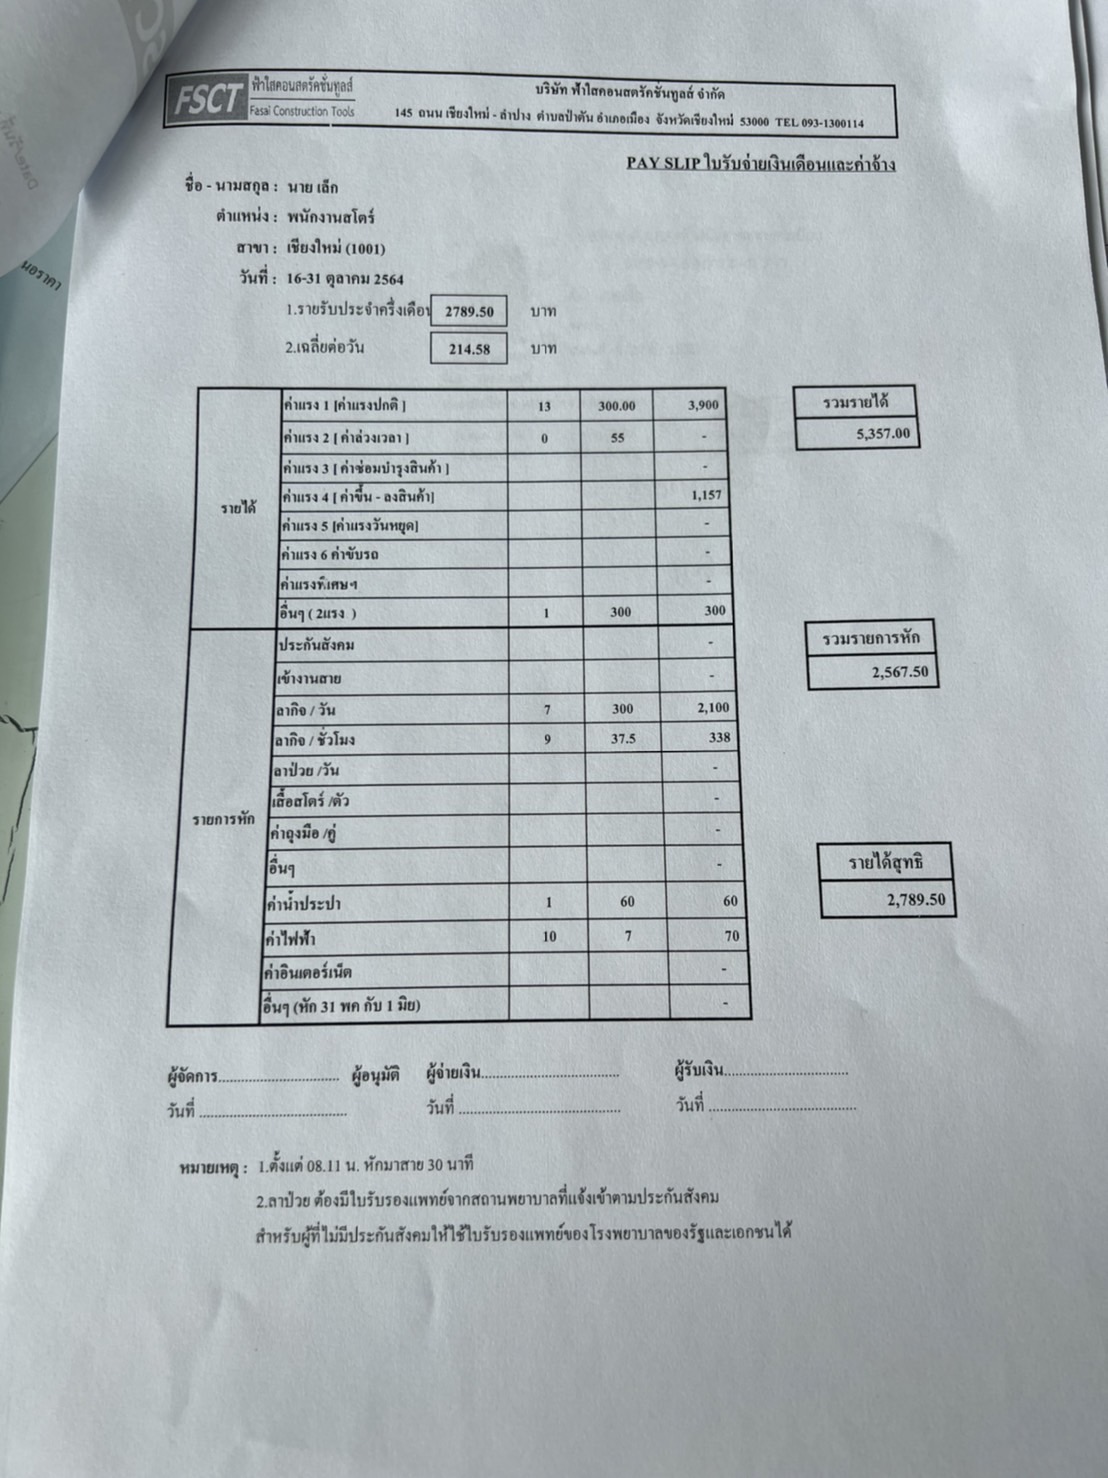 FSCT ฟ้าใสคอนสตรัคชั่นทูลส์
Fasai Construction Tools
บริษัท ฟ้าใสคอนสตรัคชั่นทูลส์ จำกัด
145 ถนน เชียงใหม่ - ลำปาง ตำบลป่าตัน อำเภอเมือง จังหวัดเชียงใหม่ 53000 TEL 093-1300114
PAY SLIP ใบรับจ่ายเงินเดือนและค่าจ้าง
ชื่อ - นามสกุล : นาย เล็ก
ตำแหน่ง : พนักงานสโตร์
สาขา : เชียงใหม่ (1001)
วันที่ : 16-31 ตุลาคม 2564
1.รายรับประจำครึ่งเดือน 2789.50 บาท
2.เฉลี่ยต่อวัน 214.58 บาท
รายได้
ค่าแรง 1 [ค่าแรงปกติ ] 13 300.00 3,900
ค่าแรง 2 [ ค่าล่วงเวลา ] 0 55 -
ค่าแรง 3 [ ค่าซ่อมบำรุงสินค้า ] -
ค่าแรง 4 [ ค่าขึ้น - ลงสินค้า] 1,157
ค่าแรง 5 [ค่าแรงวันหยุด] -
ค่าแรง 6 ค่าขับรถ -
ค่าแรงพิเศษฯ -
อื่นๆ ( 2แรง ) 1 300 300
รวมรายได้
5,357.00
รายการหัก
ประกันสังคม -
เข้างานสาย -
ลากิจ / วัน 7 300 2,100
ลากิจ / ชั่วโมง 9 37.5 338
ลาป่วย /วัน -
เสื้อสโตร์ /ตัว -
ค่าถุงมือ /คู่ -
อื่นๆ -
ค่าน้ำประปา 1 60 60
ค่าไฟฟ้า 10 7 70
ค่าอินเตอร์เน็ต -
อื่นๆ (หัก 31 พค กับ 1 มิย) -
รวมรายการหัก
2,567.50
รายได้สุทธิ
2,789.50
ผู้จัดการ.............................. ผู้อนุมัติ ผู้จ่ายเงิน.................................. ผู้รับเงิน..............................
วันที่ .................................... วันที่ ........................................ วันที่ ....................................
หมายเหตุ : 1.ตั้งแต่ 08.11 น. หักมาสาย 30 นาที
2.ลาป่วย ต้องมีใบรับรองแพทย์จากสถานพยาบาลที่แจ้งเข้าตามประกันสังคม
สำหรับผู้ที่ไม่มีประกันสังคมให้ใช้ใบรับรองแพทย์ของโรงพยาบาลของรัฐและเอกชนได้